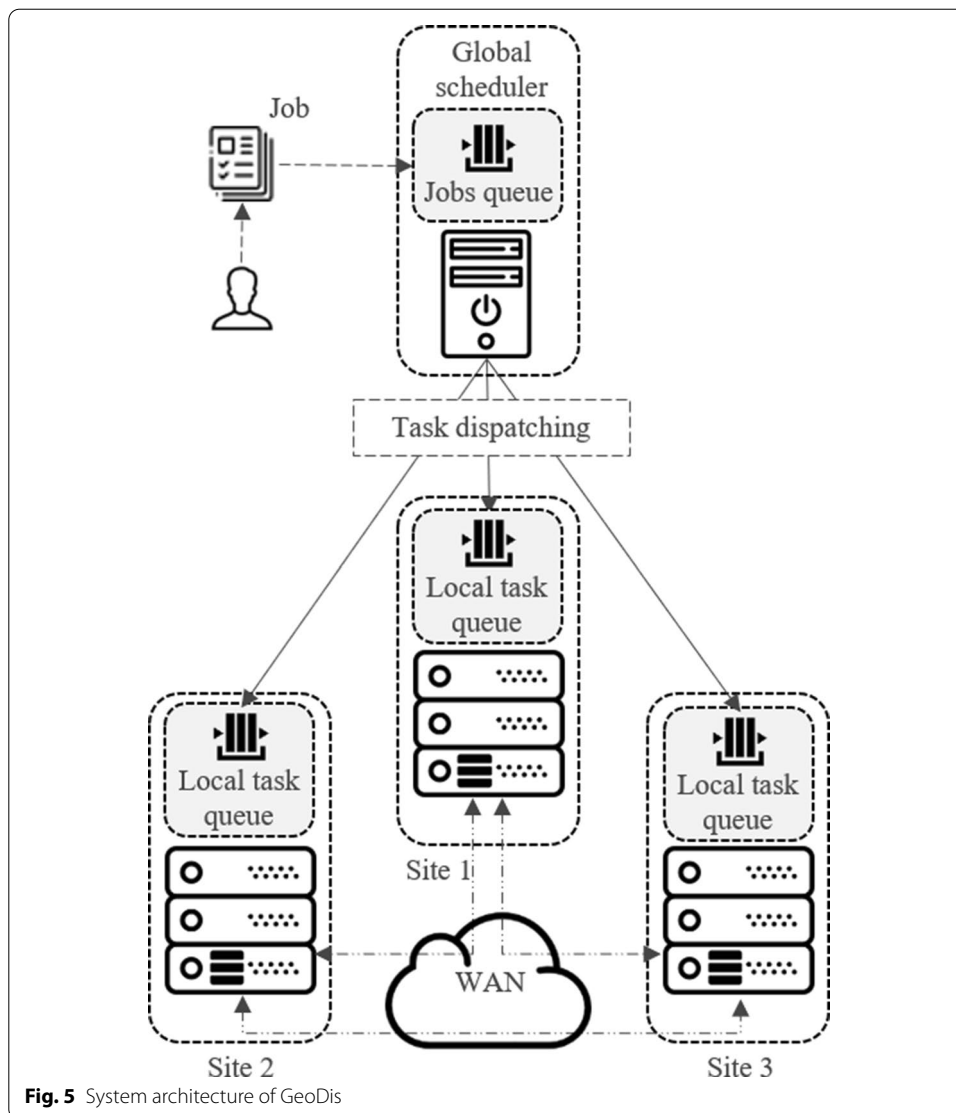 Global
scheduler
Job
Jobs queue
Task dispatching
Local task
queue
Local task
queue
Local task
queue
Site 1
WAN
Site 2
Site 3
Fig. 5 System architecture of GeoDis